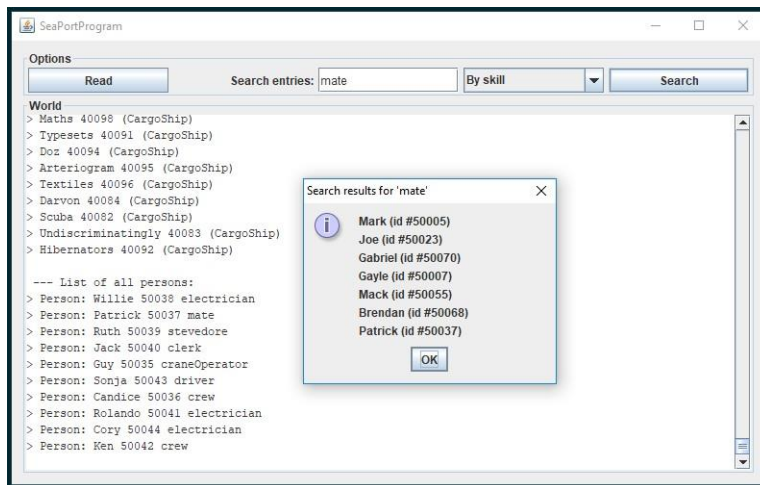 SeaPortProgram
Options
Read Search entries: mate By skill Search
World
> Maths 40098 (CargoShip)
> Typesets 40091 (CargoShip)
> Doz 40094 (CargoShip)
> Arteriogram 40095 (CargoShip)
> Textiles 40096 (CargoShip)
> Darvon 40084 (CargoShip)
> Scuba 40082 (CargoShip)
> Undiscriminatingly 40083 (CargoShip)
> Hibernators 40092 (CargoShip)
--- List of all persons:
> Person: Willie 50038 electrician
> Person: Patrick 50037 mate
> Person: Ruth 50039 stevedore
> Person: Jack 50040 clerk
> Person: Guy 50035 craneOperator
> Person: Sonja 50043 driver
> Person: Candice 50036 crew
> Person: Rolando 50041 electrician
> Person: Cory 50044 electrician
> Person: Ken 50042 crew
Search results for 'mate'
Mark (id #50005)
Joe (id #50023)
Gabriel (id #50070)
Gayle (id #50007)
Mack (id #50055)
Brendan (id #50068)
Patrick (id #50037)
OK